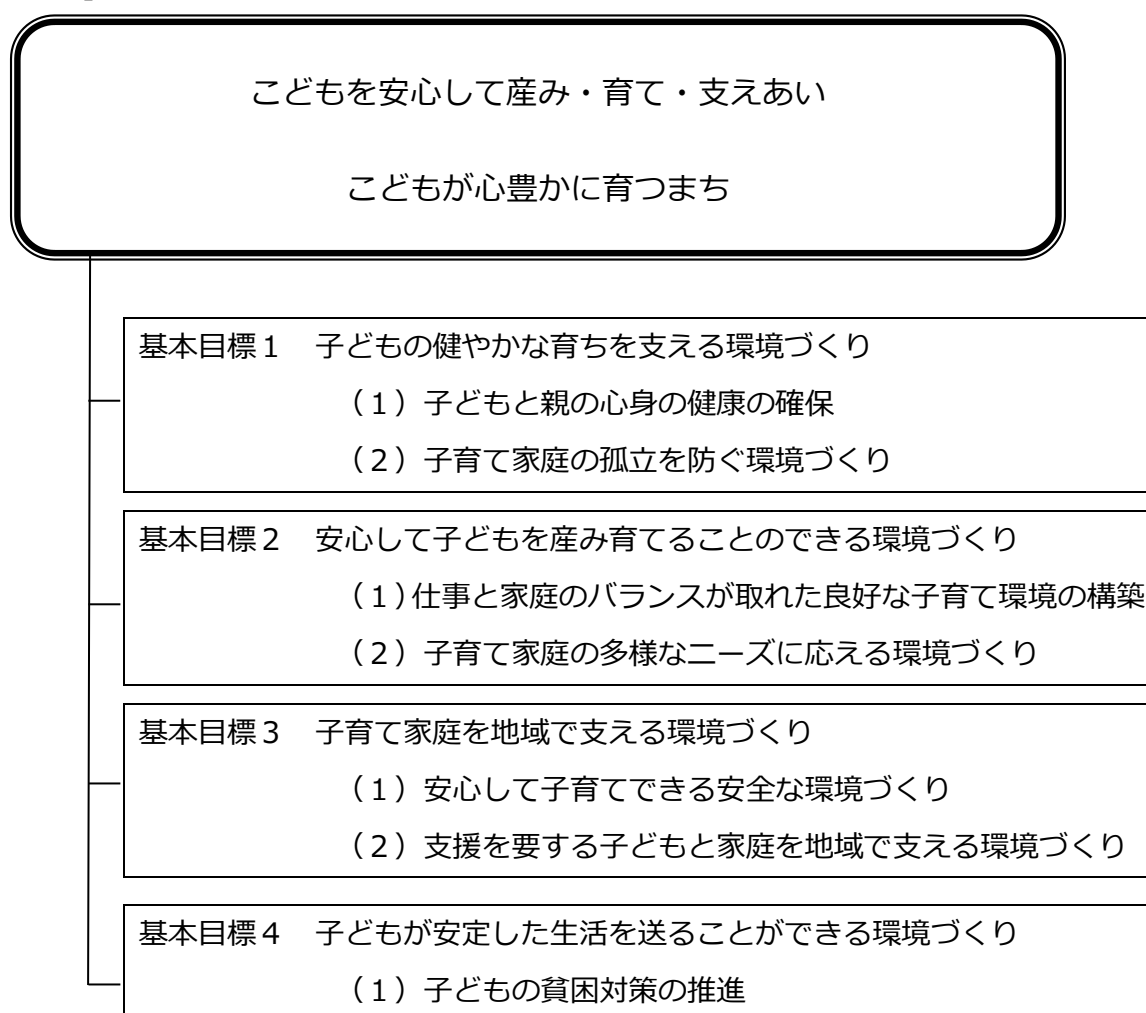 こどもを安心して産み・育て・支えあい
こどもが心豊かに育つまち
基本目標１　子どもの健やかな育ちを支える環境づくり
（１）子どもと親の心身の健康の確保
（２）子育て家庭の孤立を防ぐ環境づくり
基本目標２　安心して子どもを産み育てることのできる環境づくり
（１）仕事と家庭のバランスが取れた良好な子育て環境の構築
（２）子育て家庭の多様なニーズに応える環境づくり
基本目標３　子育て家庭を地域で支える環境づくり
（１）安心して子育てできる安全な環境づくり
（２）支援を要する子どもと家庭を地域で支える環境づくり
基本目標４　子どもが安定した生活を送ることができる環境づくり
（１）子どもの貧困対策の推進